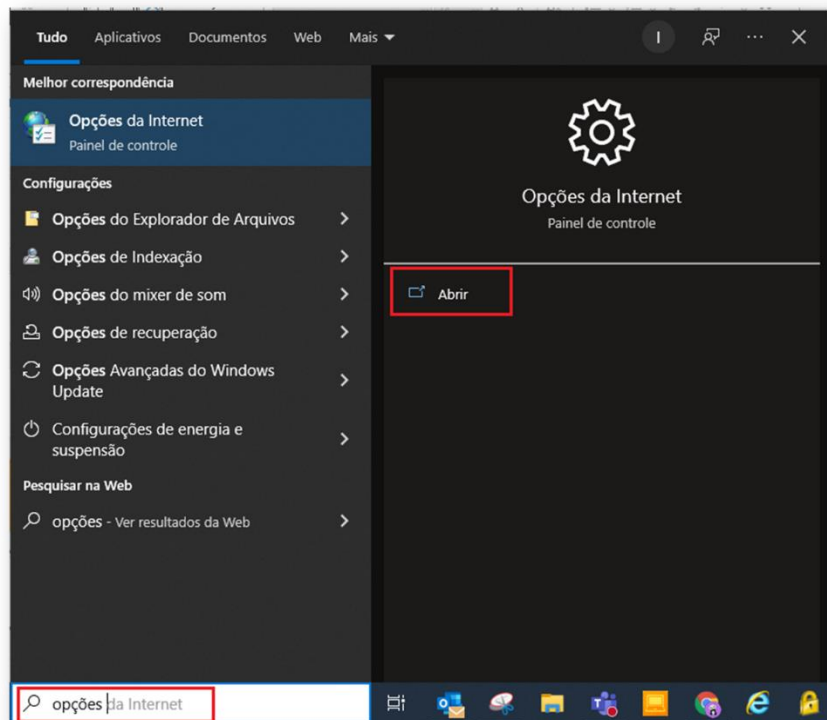 Tudo Aplicativos Documentos Web Mais I ...
Melhor correspondência
Opções da Internet
Painel de controle
Configurações
Opções do Explorador de Arquivos
Opções de Indexação
Opções do mixer de som
Opções de recuperação
Opções Avançadas do Windows
Update
Configurações de energia e
suspensão
Pesquisar na Web
opções - Ver resultados da Web
Opções da Internet
Painel de controle
Abrir
opções da Internet